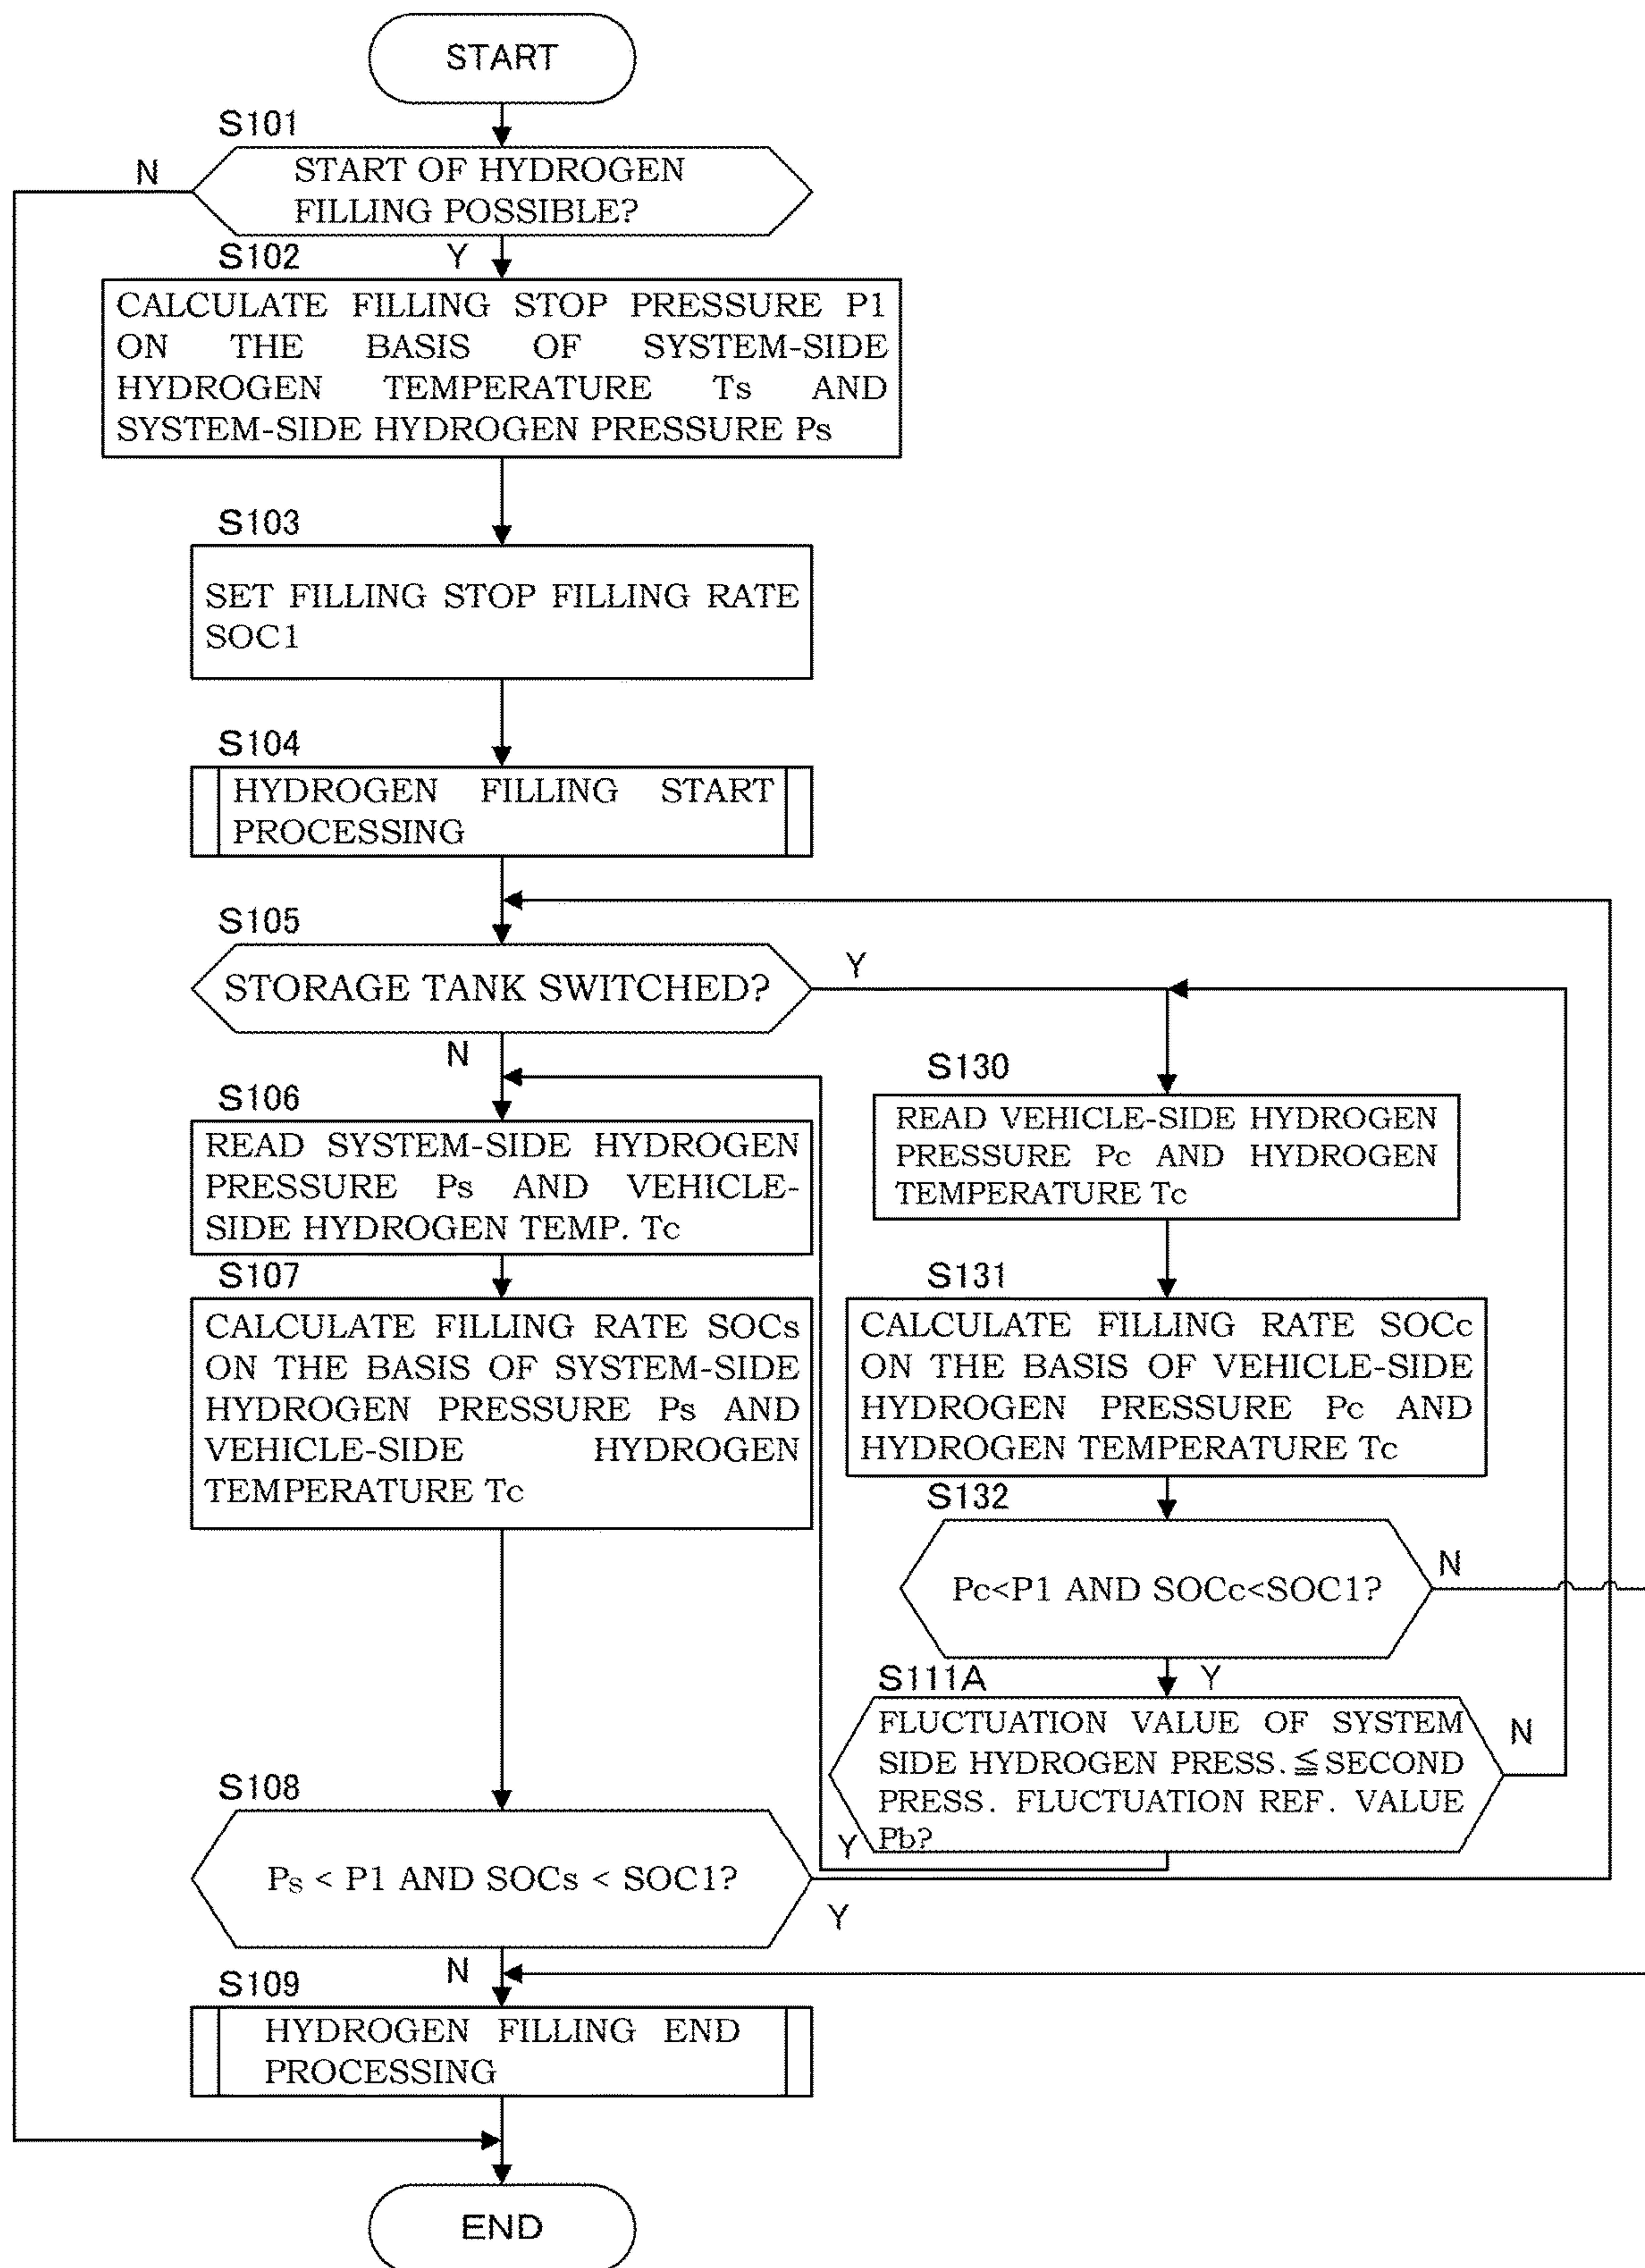 START
S101
N
START OF HYDROGEN
FILLING POSSIBLE?
S102
Y
CALCULATE FILLING STOP PRESSURE P1
ON THE BASIS OF SYSTEM-SIDE
HYDROGEN TEMPERATURE Ts AND
SYSTEM-SIDE HYDROGEN PRESSURE Ps
S103
SET FILLING STOP FILLING RATE
SOC1
S104
HYDROGEN FILLING START
PROCESSING
S105
STORAGE TANK SWITCHED?
Y
N
S106
READ SYSTEM-SIDE HYDROGEN
PRESSURE Ps AND VEHICLE-
SIDE HYDROGEN TEMP. Tc
S107
CALCULATE FILLING RATE SOCs
ON THE BASIS OF SYSTEM-SIDE
HYDROGEN PRESSURE Ps AND
VEHICLE-SIDE HYDROGEN
TEMPERATURE Tc
S130
READ VEHICLE-SIDE HYDROGEN
PRESSURE Pc AND HYDROGEN
TEMPERATURE Tc
S131
CALCULATE FILLING RATE SOCc
ON THE BASIS OF VEHICLE-SIDE
HYDROGEN PRESSURE Pc AND
HYDROGEN TEMPERATURE Tc
S132
Pc<P1 AND SOCc<SOC1?
N
Y
S111A
FLUCTUATION VALUE OF SYSTEM
SIDE HYDROGEN PRESS.≦SECOND
PRESS. FLUCTUATION REF. VALUE
Pb?
N
Y
S108
Ps < P1 AND SOCs < SOC1?
Y
N
S109
HYDROGEN FILLING END
PROCESSING
END